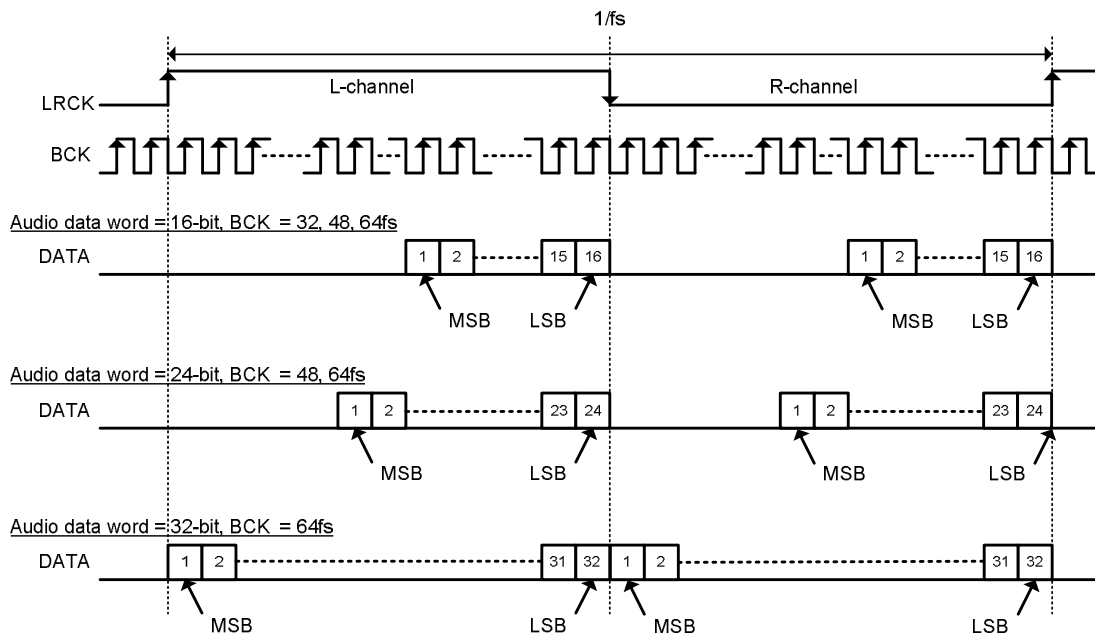 1/fs
L-channel R-channel
LRCK
BCK
Audio data word = 16-bit, BCK = 32, 48, 64fs
DATA 1 2 15 16 1 2 15 16
MSB LSB MSB LSB
Audio data word = 24-bit, BCK = 48, 64fs
DATA 1 2 23 24 1 2 23 24
MSB LSB MSB LSB
Audio data word = 32-bit, BCK = 64fs
DATA 1 2 31 32 1 2 31 32
MSB LSB MSB LSB